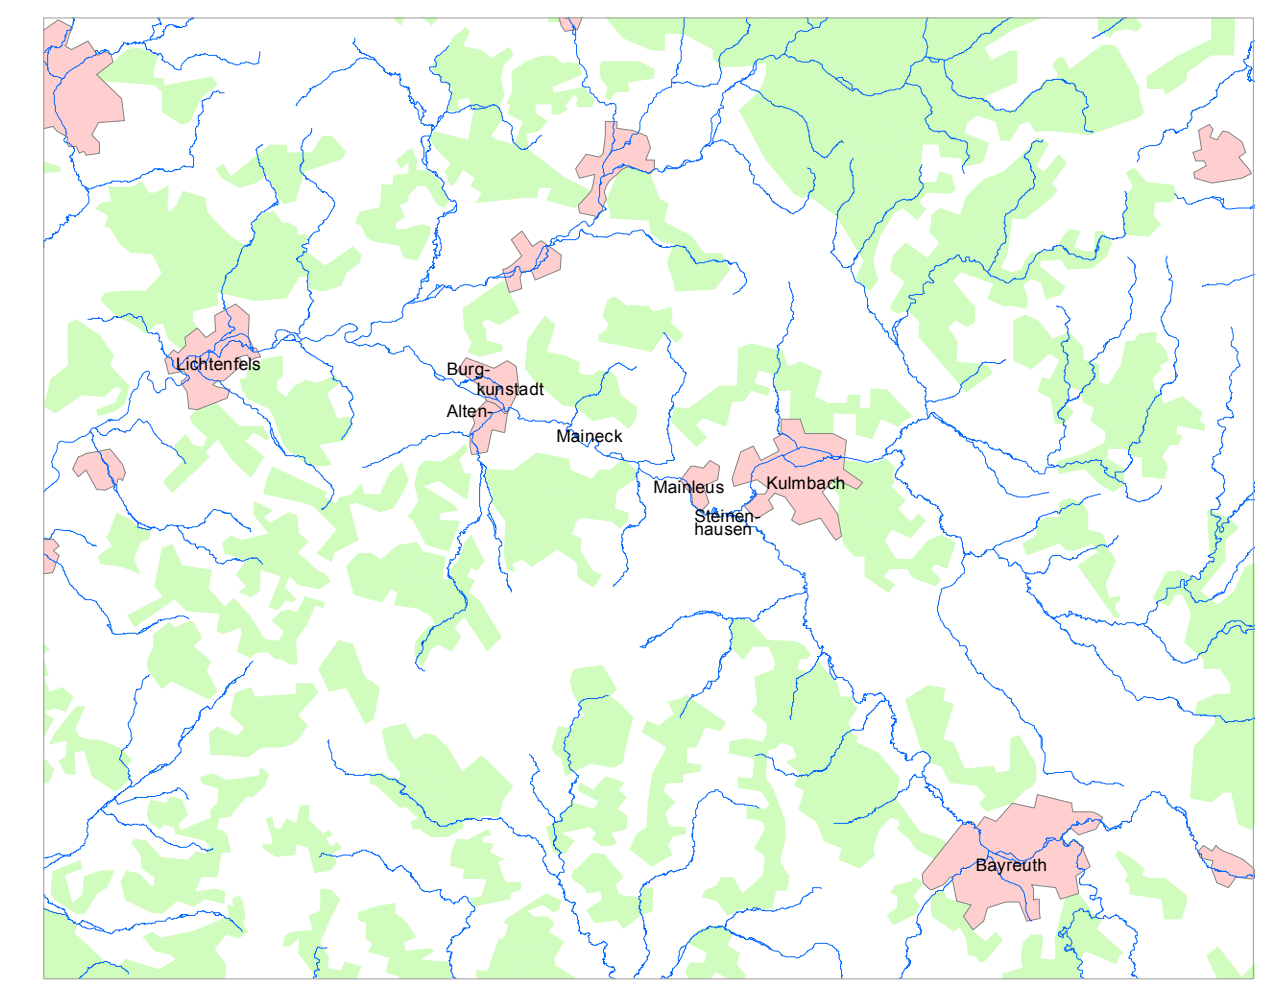 Lichtenfels
Burg-
kunstadt
Alten-
Maineck
Mainleus
Kulmbach
Steinen-
hausen
Bayreuth